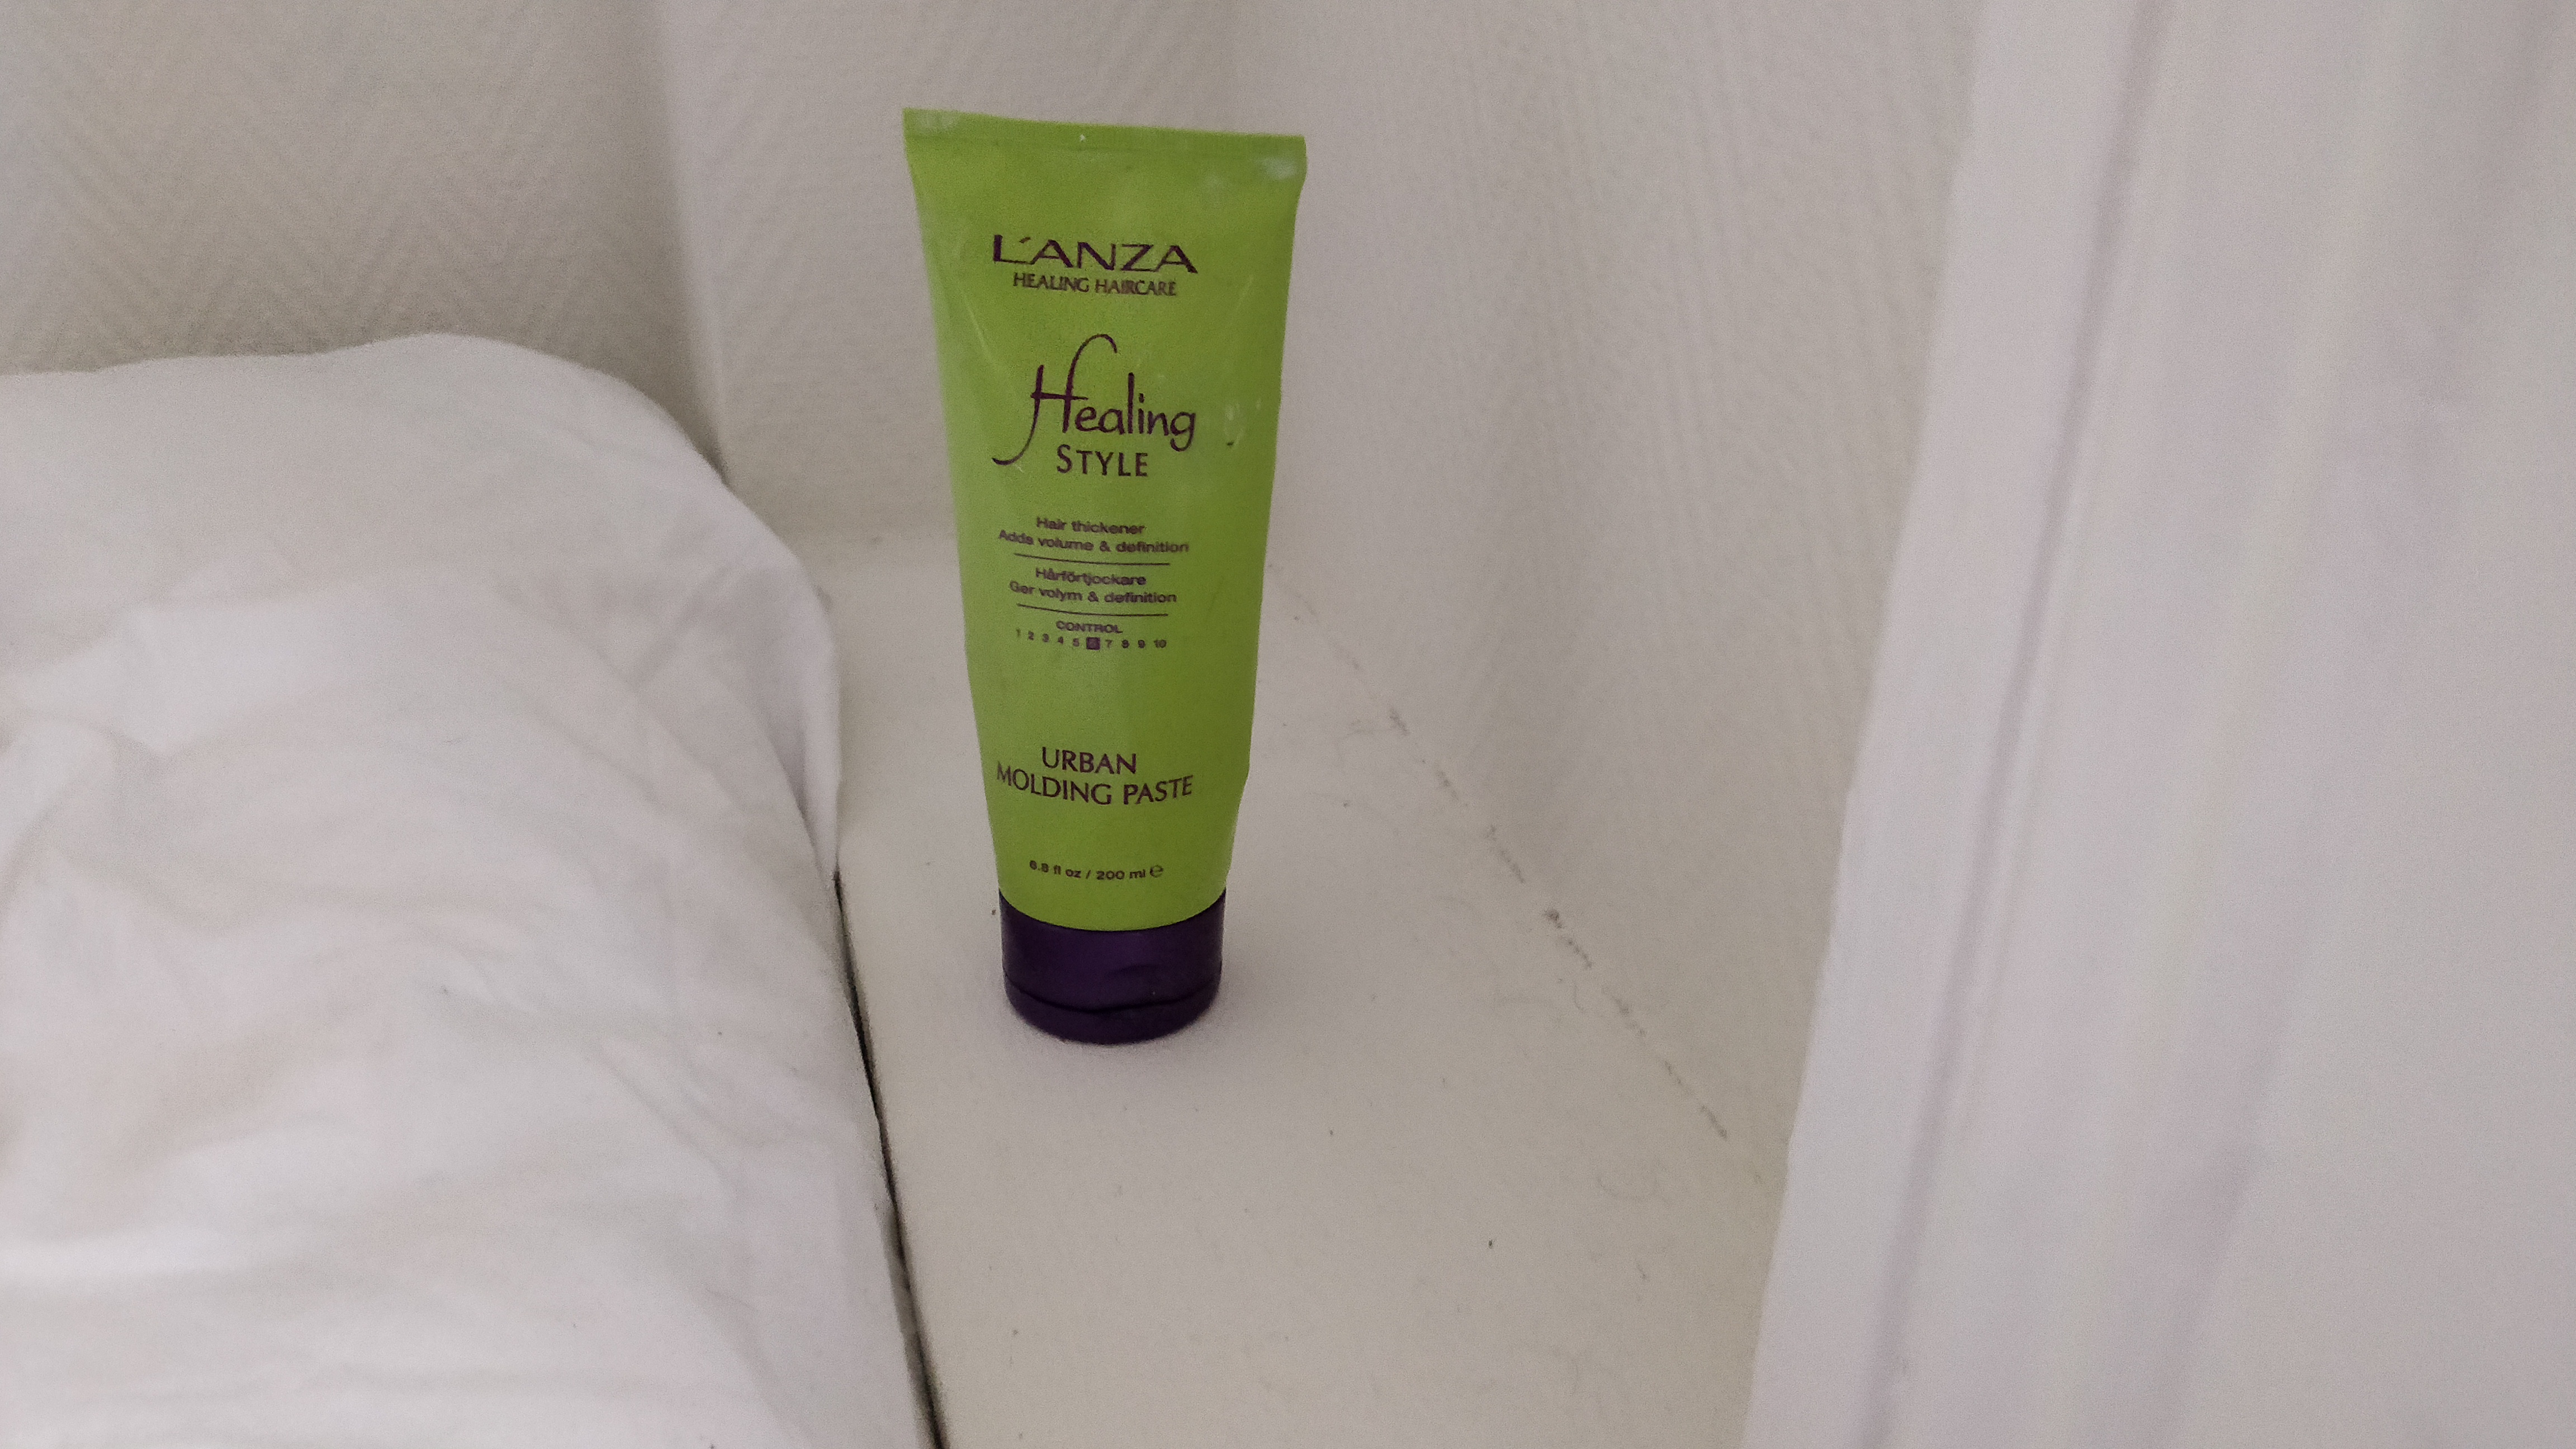 L'ANZA
HEALING HAIRCARE
Healing
STYLE
Hair thickener
Adds volume & definition
Hårförtjockare
Ger volym & definition
CONTROL
1 2 3 4 5 6 7 8 9 10
URBAN
MOLDING PASTE
6.8 fl oz / 200 ml e